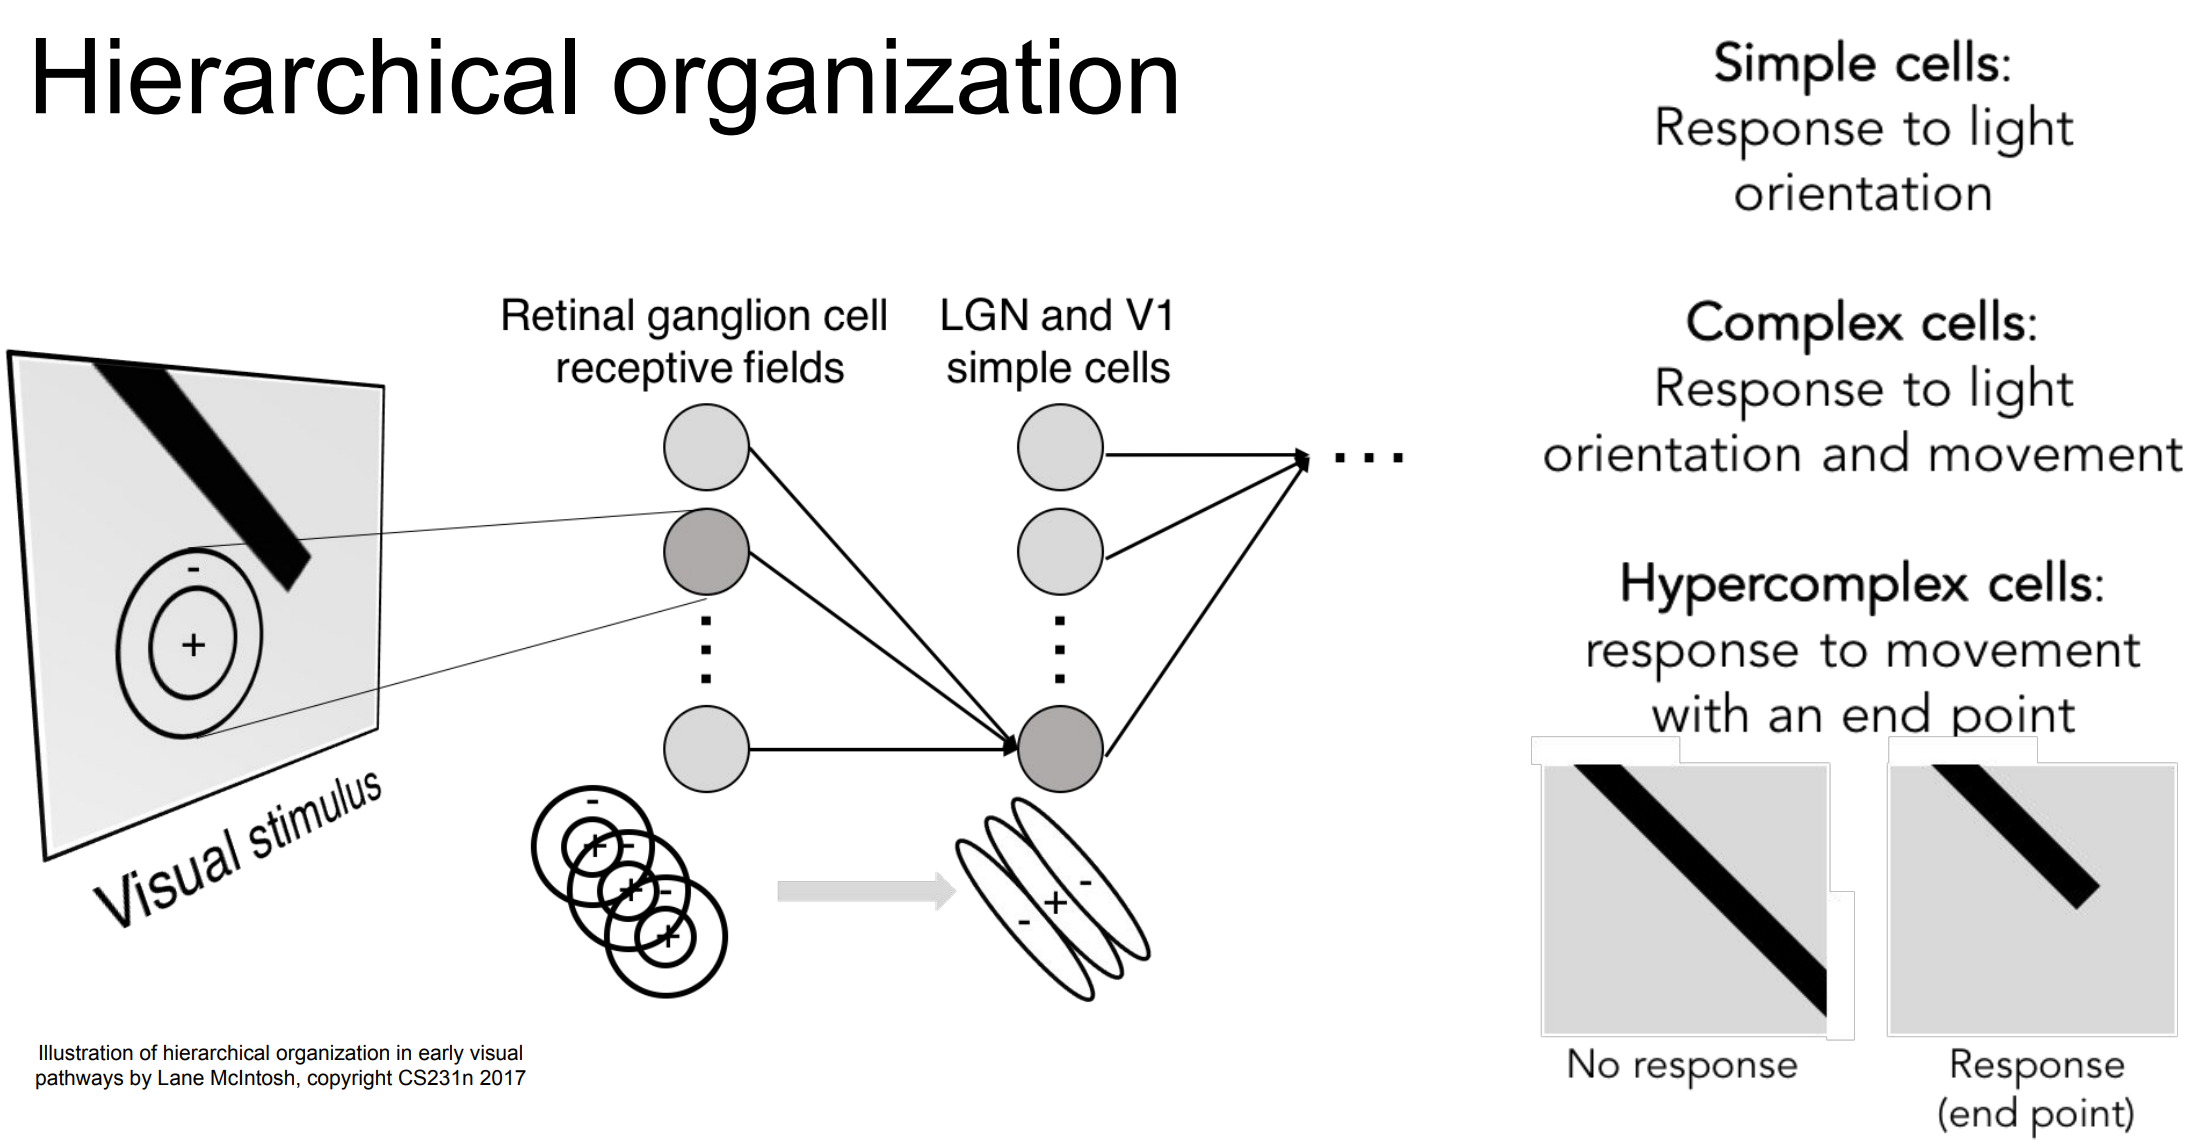 Hierarchical organization
Simple cells:
Response to light
orientation
Complex cells:
Response to light
orientation and movement
Hypercomplex cells:
response to movement
with an end point
No response
Response
(end point)
Retinal ganglion cell
receptive fields
LGN and V1
simple cells
...
-
+
Visual stimulus
-
+
-
+
-
+
-
+
-
Illustration of hierarchical organization in early visual
pathways by Lane McIntosh, copyright CS231n 2017